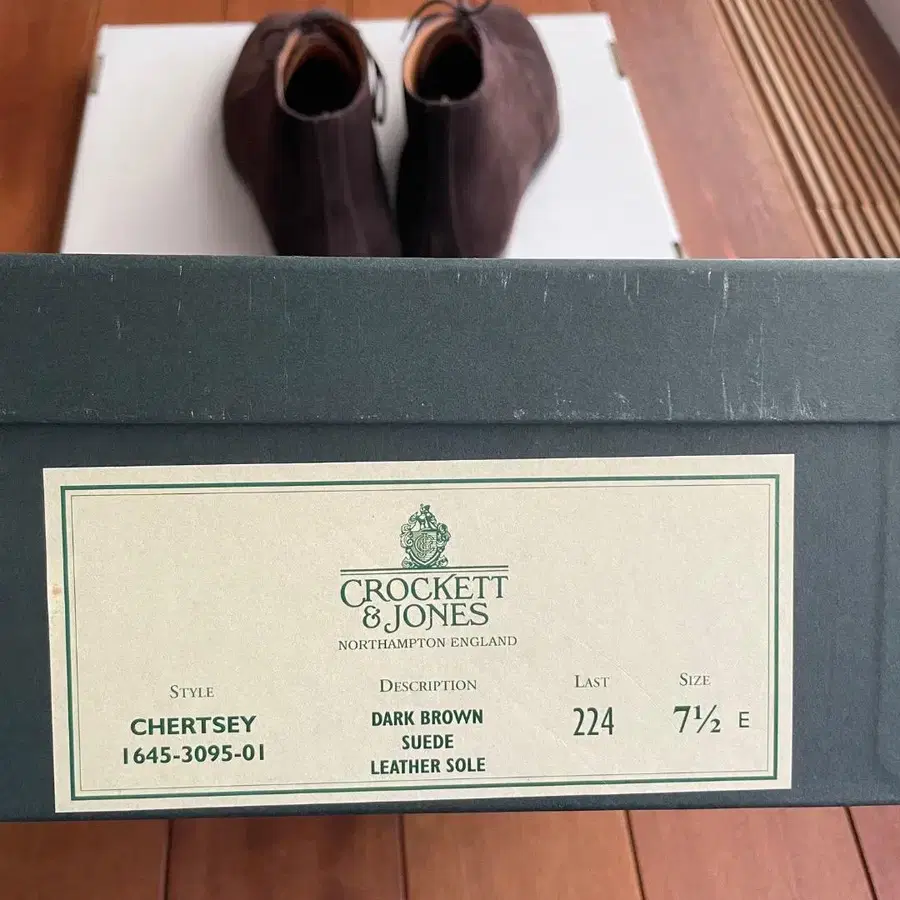 CROCKETT
& JONES
NORTHAMPTON ENGLAND
STYLE
CHERTSEY
1645-3095-01
DESCRIPTION
DARK BROWN
SUEDE
LEATHER SOLE
LAST
224
SIZE
7½ E